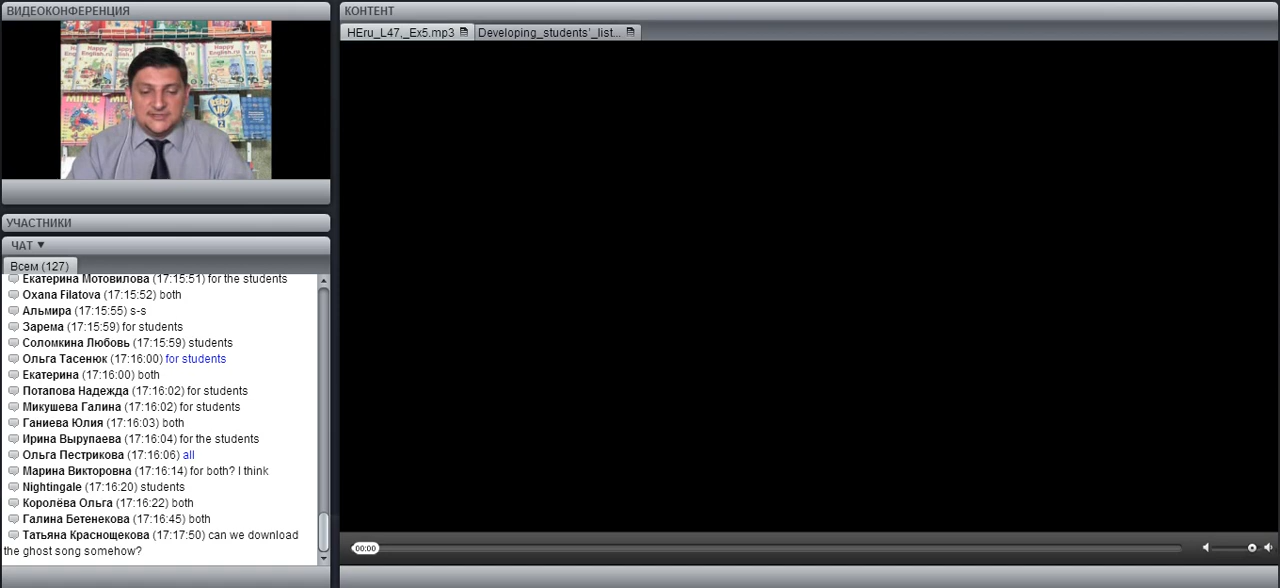 ВИДЕОКОНФЕРЕНЦИЯ
КОНТЕНТ
HEru_L47,_Ex5.mp3
Developing_students'_list...
Happy English.ru
MILLIE
УЧАСТНИКИ
ЧАТ
Всем (127)
Екатерина Мотовилова (17:15:51) for the students
Oxana Filatova (17:15:52) both
Альмира (17:15:55) s-s
Зарема (17:15:59) for students
Соломкина Любовь (17:15:59) students
Ольга Тасенюк (17:16:00) for students
Екатерина (17:16:00) both
Потапова Надежда (17:16:02) for students
Микушева Галина (17:16:02) for students
Ганиева Юлия (17:16:03) both
Ирина Вырупаева (17:16:04) for the students
Ольга Пестрикова (17:16:06) all
Марина Викторовна (17:16:14) for both? I think
Nightingale (17:16:20) students
Королёва Ольга (17:16:22) both
Галина Бетенекова (17:16:45) both
Татьяна Краснощекова (17:17:50) can we download
the ghost song somehow?
00:00